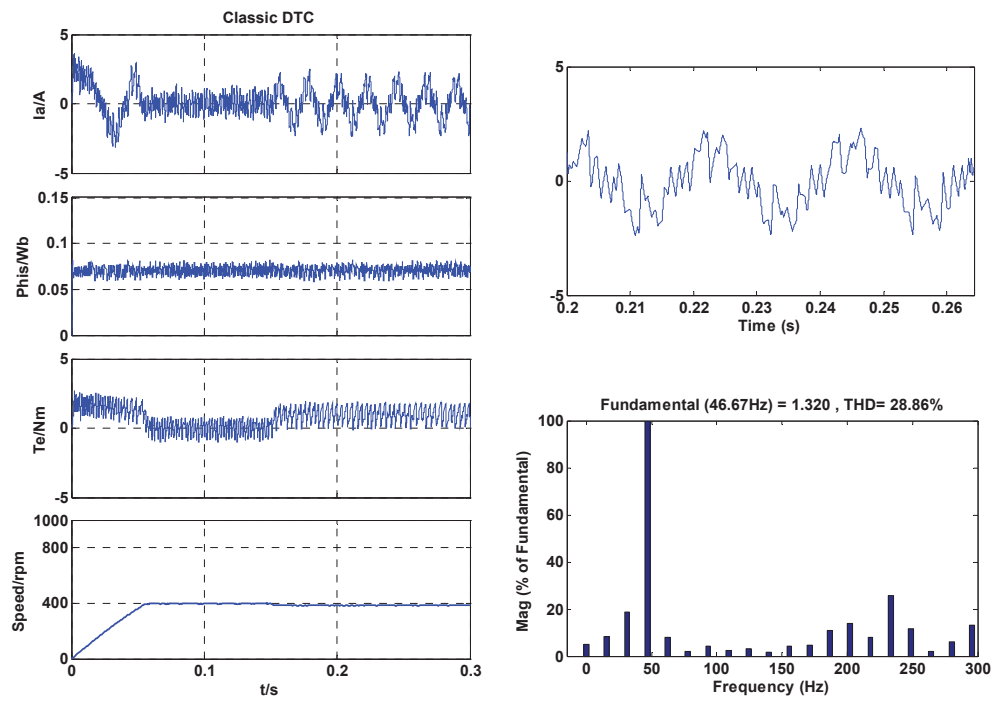 Classic DTC
5
0
-5
Ia/A
0.15
0.1
0.05
0
Phis/Wb
5
0
-5
Te/Nm
1000
800
400
0
Speed/rpm
0 0.1 0.2 0.3
t/s
5
0
-5
0.2 0.21 0.22 0.23 0.24 0.25 0.26
Time (s)
Fundamental (46.67Hz) = 1.320 , THD= 28.86%
100
80
60
40
20
0
Mag (% of Fundamental)
0 50 100 150 200 250 300
Frequency (Hz)